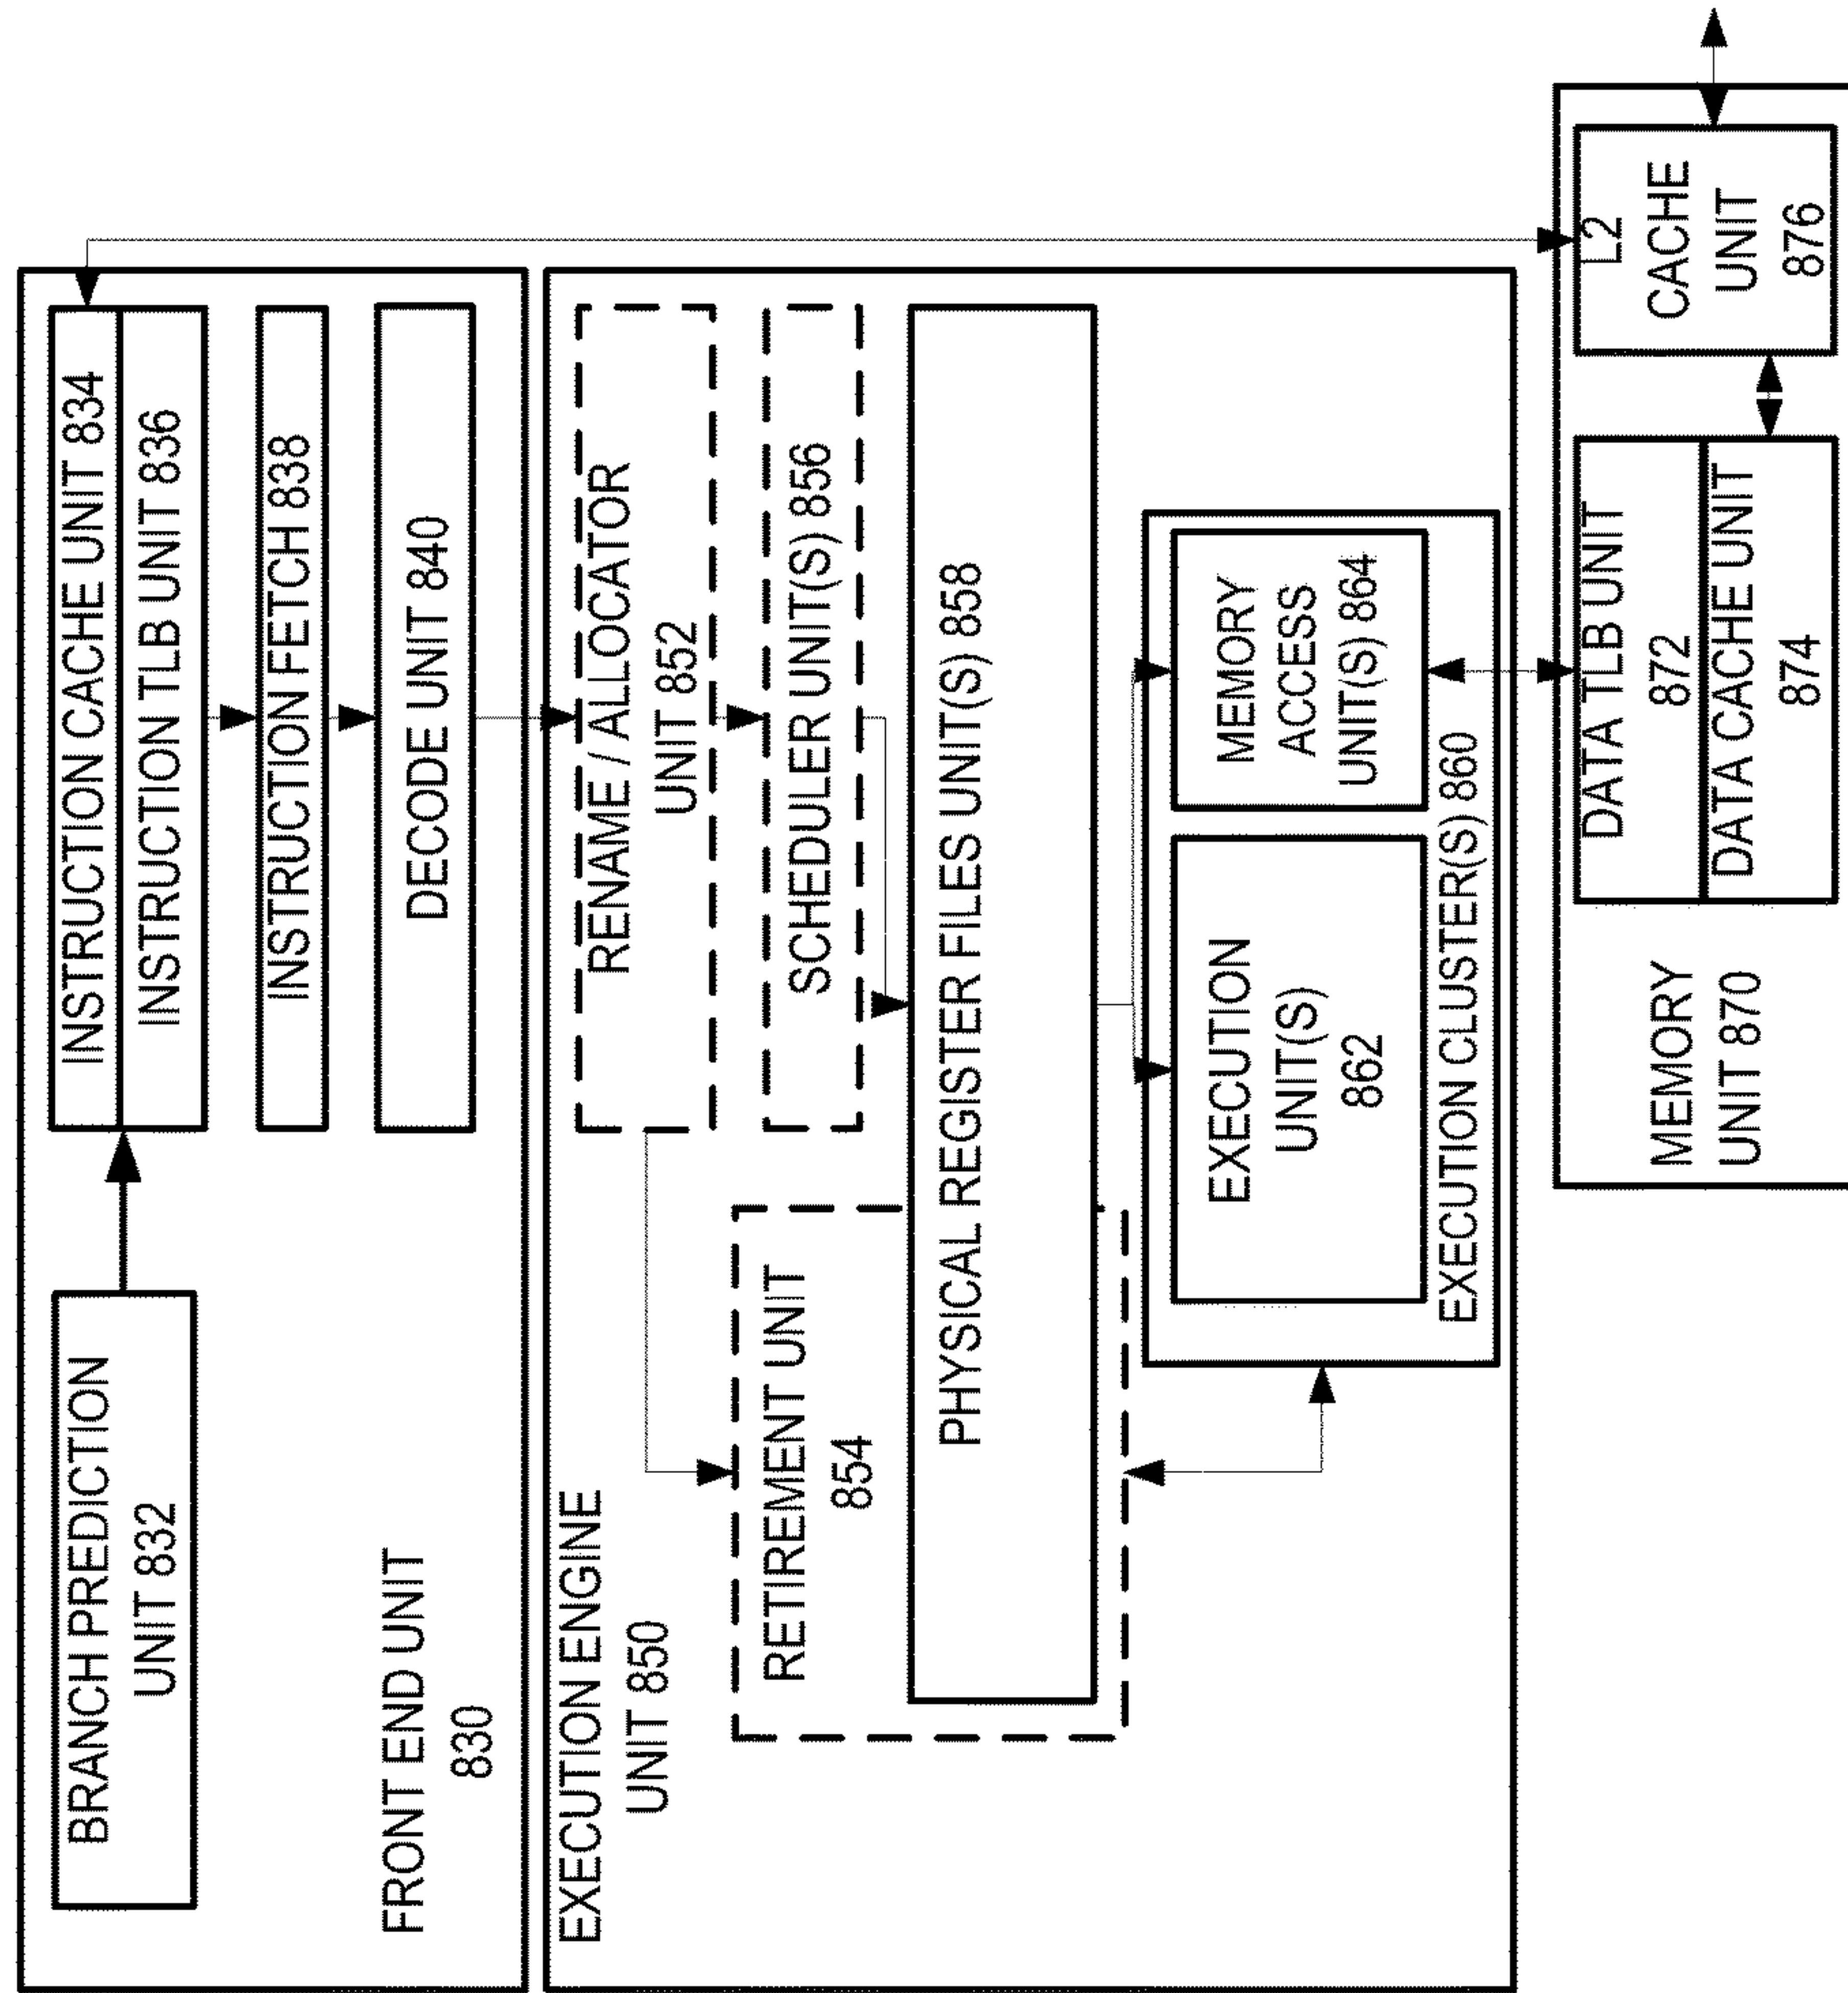 BRANCH PREDICTION
UNIT 832
INSTRUCTION CACHE UNIT 834
INSTRUCTION TLB UNIT 836
INSTRUCTION FETCH 838
DECODE UNIT 840
FRONT END UNIT
830
EXECUTION ENGINE
UNIT 850
RENAME / ALLOCATOR
UNIT 852
RETIREMENT UNIT
854
SCHEDULER UNIT(S) 856
PHYSICAL REGISTER FILES UNIT(S) 858
EXECUTION
UNIT(S)
862
MEMORY
ACCESS
UNIT(S) 864
EXECUTION CLUSTER(S) 860
MEMORY
UNIT 870
DATA TLB UNIT
872
DATA CACHE UNIT
874
L2
CACHE
UNIT
876